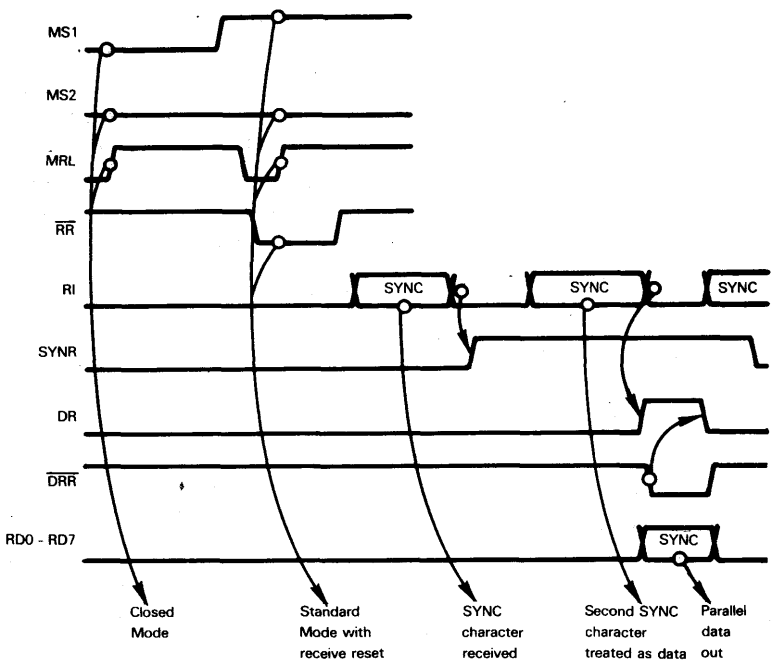 MS1
MS2
MRL
RR
RI
SYNC
SYNC
SYNC
SYNR
DR
DRR
RD0 - RD7
SYNC
Closed
Mode
Standard
Mode with
receive reset
SYNC
character
received
Second SYNC
character
treated as data
Parallel
data
out